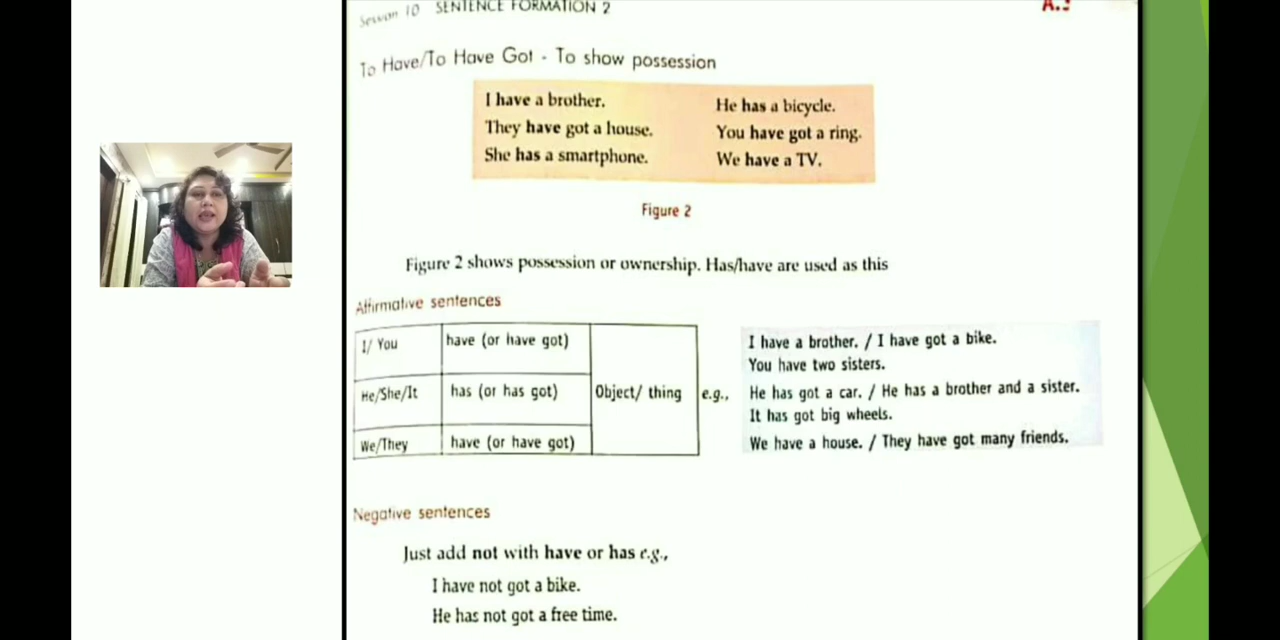 Session 10 SENTENCE FORMATION 2
To Have/To Have Got - To show possession
I have a brother. He has a bicycle.
They have got a house. You have got a ring.
She has a smartphone. We have a TV.
Figure 2
Figure 2 shows possession or ownership. Has/have are used as this
Affirmative sentences
I/ You have (or have got)
He/She/It has (or has got) Object/ thing e.g.,
We/They have (or have got)
I have a brother. / I have got a bike.
You have two sisters.
He has got a car. / He has a brother and a sister.
It has got big wheels.
We have a house. / They have got many friends.
Negative sentences
Just add not with have or has e.g.,
I have not got a bike.
He has not got a free time.